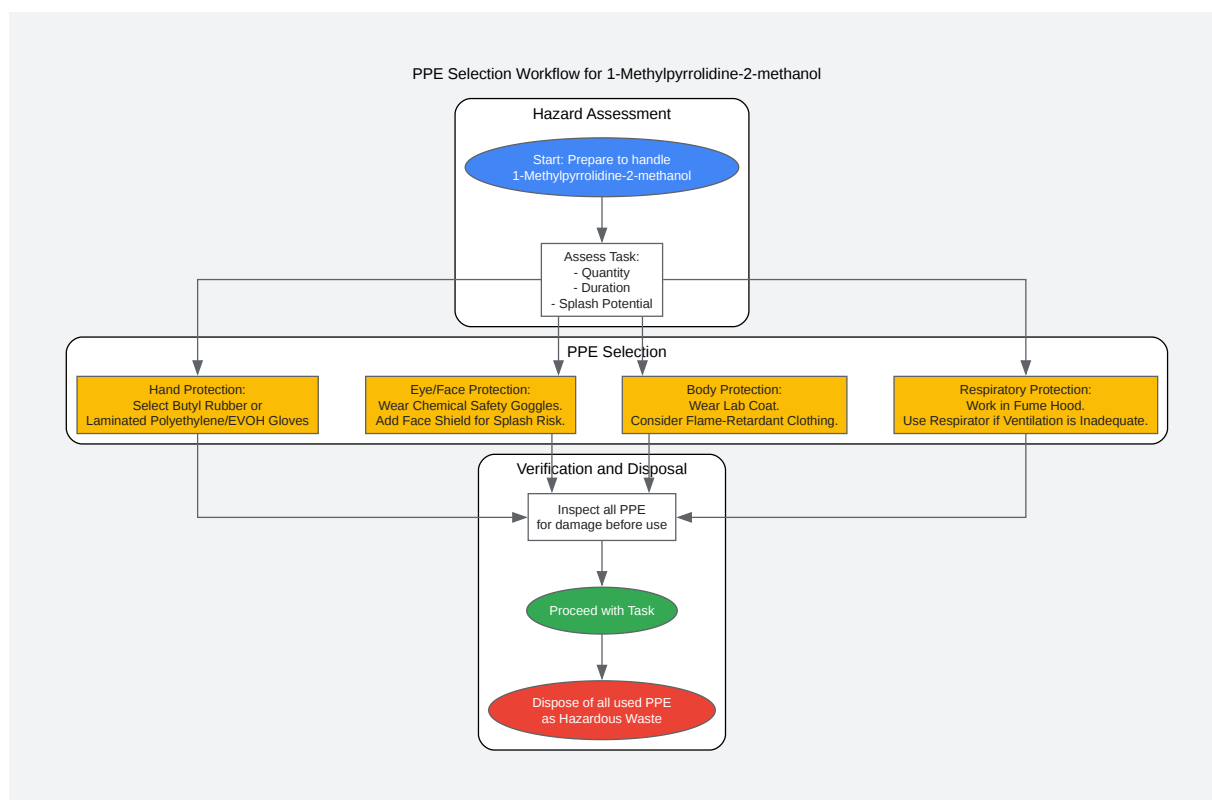 PPE Selection Workflow for 1-Methylpyrrolidine-2-methanol
Hazard Assessment
Start: Prepare to handle
1-Methylpyrrolidine-2-methanol
Assess Task:
- Quantity
- Duration
- Splash Potential
PPE Selection
Hand Protection:
Select Butyl Rubber or
Laminated Polyethylene/EVOH Gloves
Eye/Face Protection:
Wear Chemical Safety Goggles.
Add Face Shield for Splash Risk.
Body Protection:
Wear Lab Coat.
Consider Flame-Retardant Clothing.
Respiratory Protection:
Work in Fume Hood.
Use Respirator if Ventilation is Inadequate.
Verification and Disposal
Inspect all PPE
for damage before use
Proceed with Task
Dispose of all used PPE
as Hazardous Waste